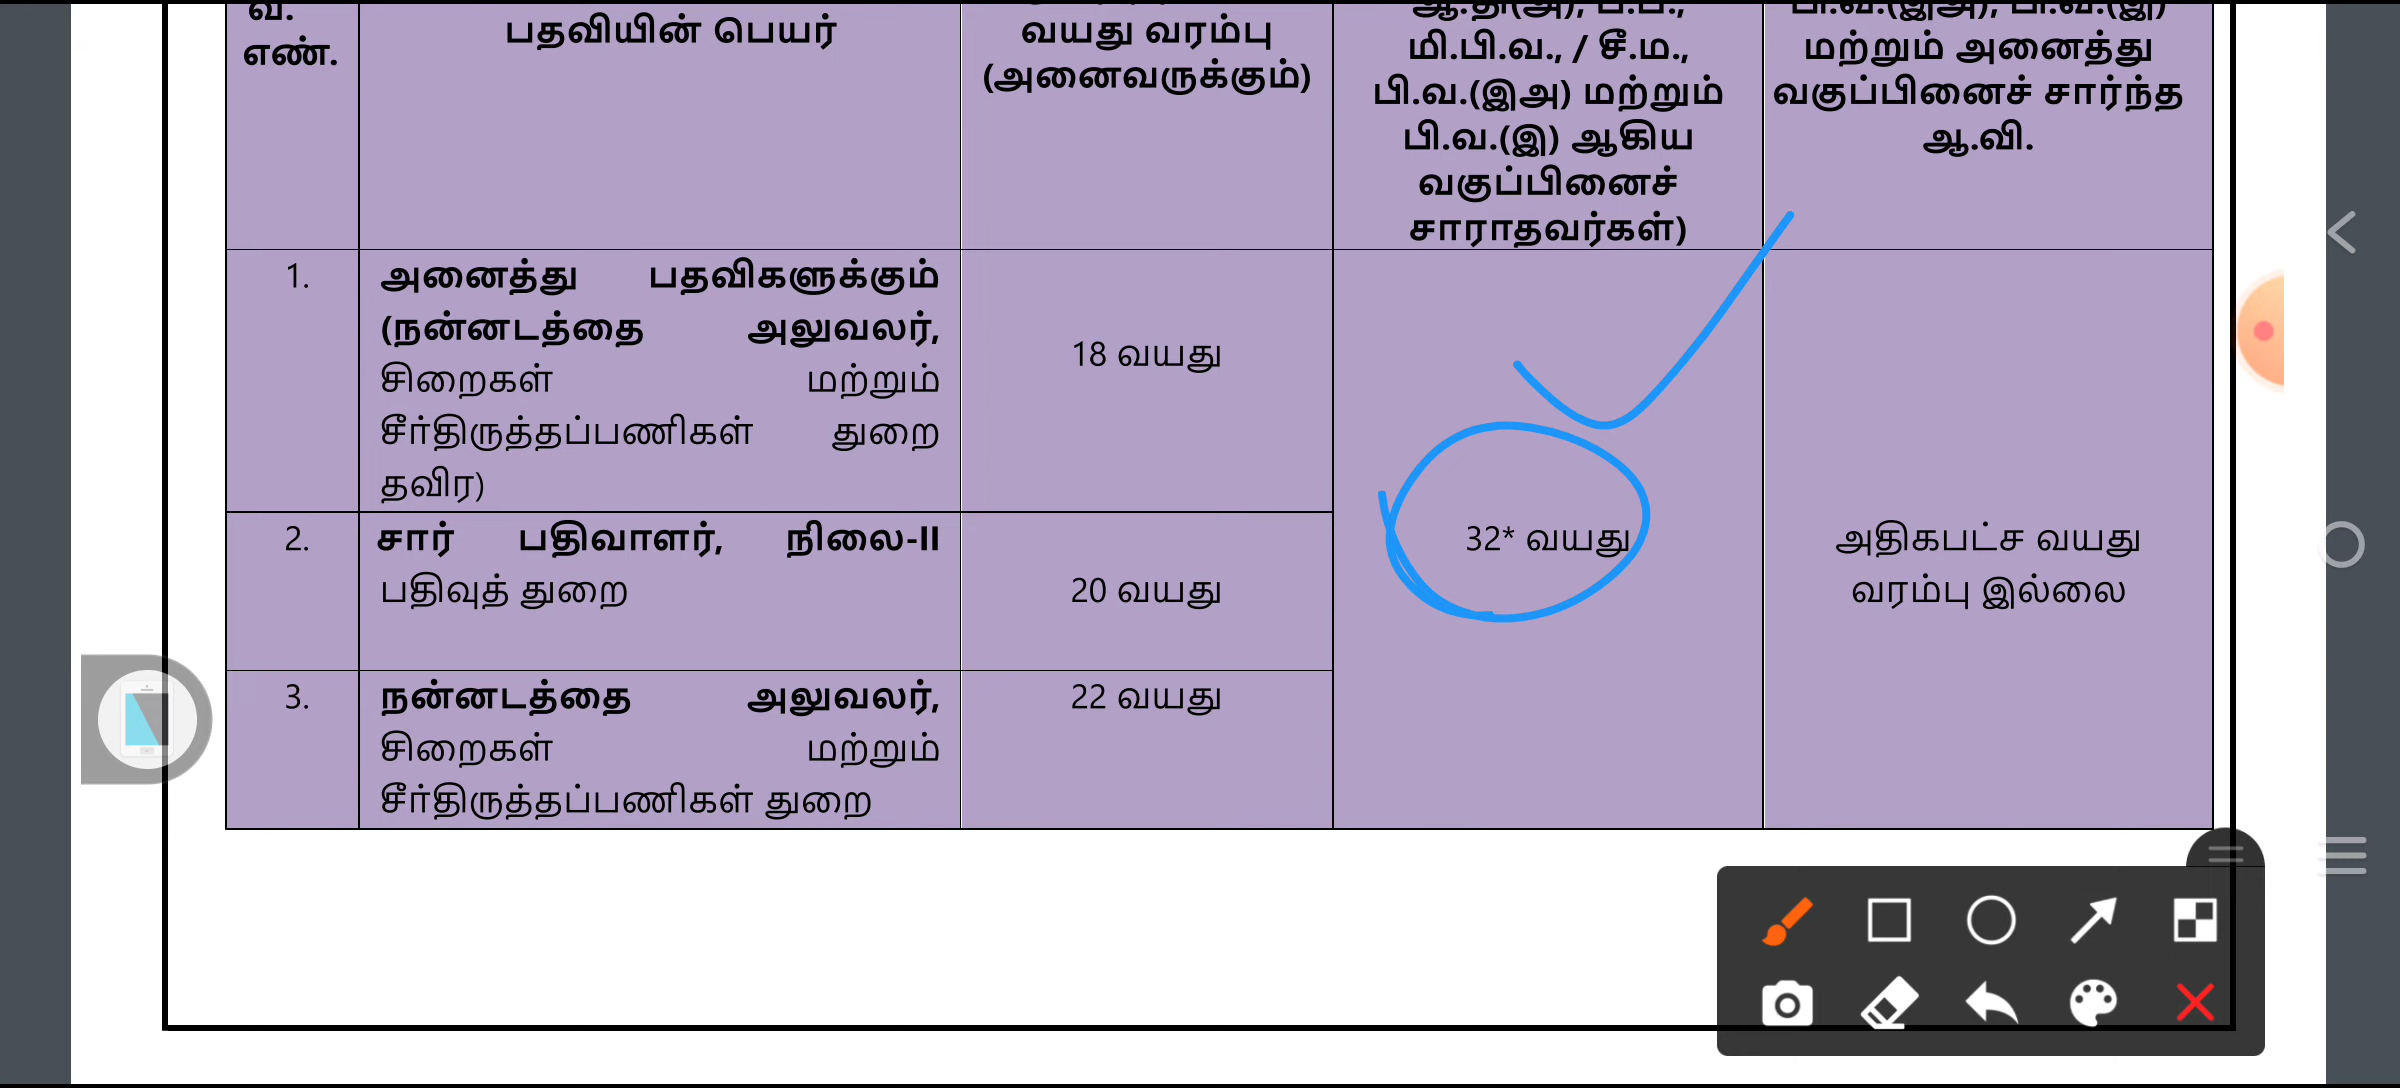 வ.
எண்.
பதவியின் பெயர்
வயது வரம்பு
(அனைவருக்கும்)
ஆ.தி(அ), ப.ப.,
மி.பி.வ., / சீ.ம.,
பி.வ.(இஅ) மற்றும்
பி.வ.(இ) ஆகிய
வகுப்பினைச்
சாராதவர்கள்)
பி.வ.(இஅ), பி.வ.(இ)
மற்றும் அனைத்து
வகுப்பினைச் சார்ந்த
ஆ.வி.
1.
அனைத்து பதவிகளுக்கும்
(நன்னடத்தை அலுவலர்,
சிறைகள் மற்றும்
சீர்திருத்தப்பணிகள் துறை
தவிர)
18 வயது
32* வயது
அதிகபட்ச வயது
வரம்பு இல்லை
2.
சார் பதிவாளர், நிலை-II
பதிவுத் துறை
20 வயது
3.
நன்னடத்தை அலுவலர்,
சிறைகள் மற்றும்
சீர்திருத்தப்பணிகள் துறை
22 வயது